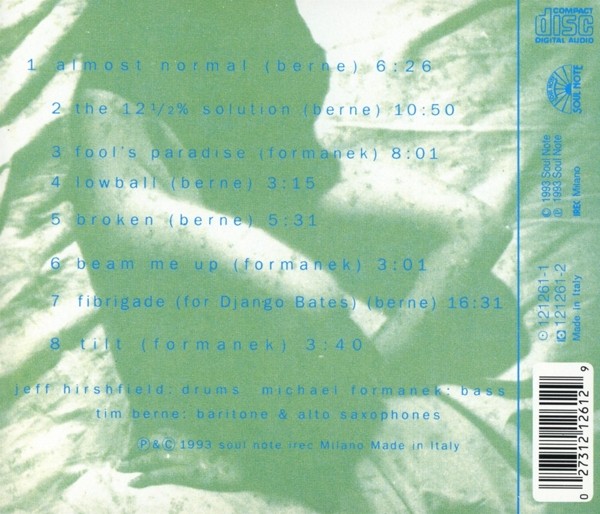 1 almost normal (berne) 6:26
2 the 12½% solution (berne) 10:50
3 fool's paradise (formanek) 8:01
4 lowball (berne) 3:15
5 broken (berne) 5:31
6 beam me up (formanek) 3:01
7 fibrigade (for Django Bates) (berne) 16:31
8 tilt (formanek) 3:40
jeff hirshfield: drums michael formanek: bass
tim berne: baritone & alto saxophones
Ⓟ&© 1993 soul note irec Milano Made in Italy
COMPACT
disc
DIGITAL AUDIO
SOUL NOTE
© 1993 Soul Note
Ⓟ 1993 Soul Note
IREC Milano
121261-1
121261-2
Made in Italy
0 27312 12612 9